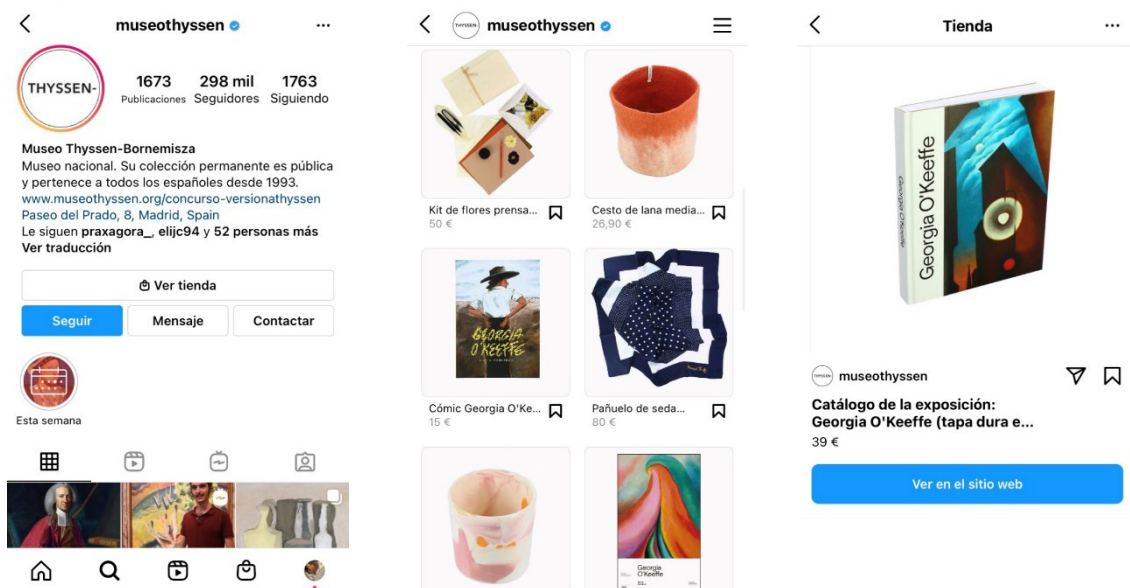 museothyssen
THYSSEN-
1673 298 mil 1763
Publicaciones Seguidores Siguiendo
Museo Thyssen-Bornemisza
Museo nacional. Su colección permanente es pública
y pertenece a todos los españoles desde 1993.
www.museothyssen.org/concurso-versionathyssen
Paseo del Prado, 8, Madrid, Spain
Le siguen praxagora_, elijc94 y 52 personas más
Ver traducción
Ver tienda
Seguir Mensaje Contactar
Esta semana
THYSSEN- museothyssen
Kit de flores prensa...
50 €
Cesto de lana media...
26,90 €
GEORGIA
O'KEEFFE
Cómic Georgia O'Ke...
15 €
Pañuelo de seda...
80 €
Georgia
O'Keeffe
Tienda
Georgia O'Keeffe
Georgia O'Keeffe
THYSSEN- museothyssen
Catálogo de la exposición:
Georgia O'Keeffe (tapa dura e...
39 €
Ver en el sitio web